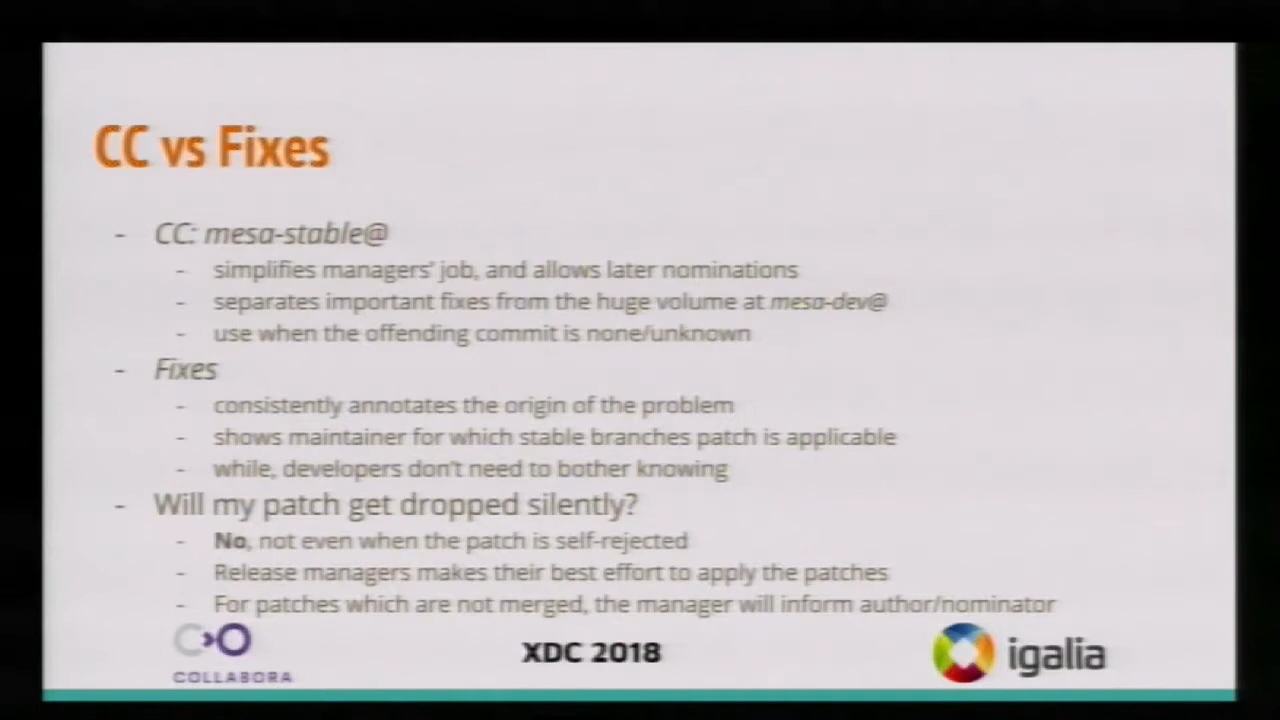 CC vs Fixes
- CC: mesa-stable@
- simplifies managers' job, and allows later nominations
- separates important fixes from the huge volume at mesa-dev@
- use when the offending commit is none/unknown
- Fixes
- consistently annotates the origin of the problem
- shows maintainer for which stable branches patch is applicable
- while, developers don't need to bother knowing
- Will my patch get dropped silently?
- No, not even when the patch is self-rejected
- Release managers makes their best effort to apply the patches
- For patches which are not merged, the manager will inform author/nominator
COLLABORA
XDC 2018
igalia